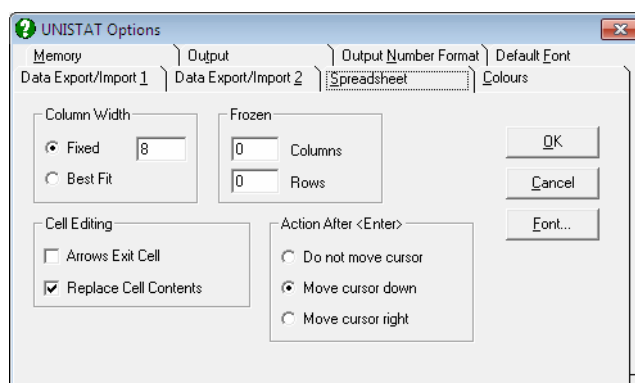 UNISTAT Options
Memory
Output
Output Number Format
Default Font
Data Export/Import 1
Data Export/Import 2
Spreadsheet
Colours
Column Width
Fixed
8
Best Fit
Frozen
0
Columns
0
Rows
OK
Cancel
Font...
Cell Editing
Arrows Exit Cell
Replace Cell Contents
Action After <Enter>
Do not move cursor
Move cursor down
Move cursor right